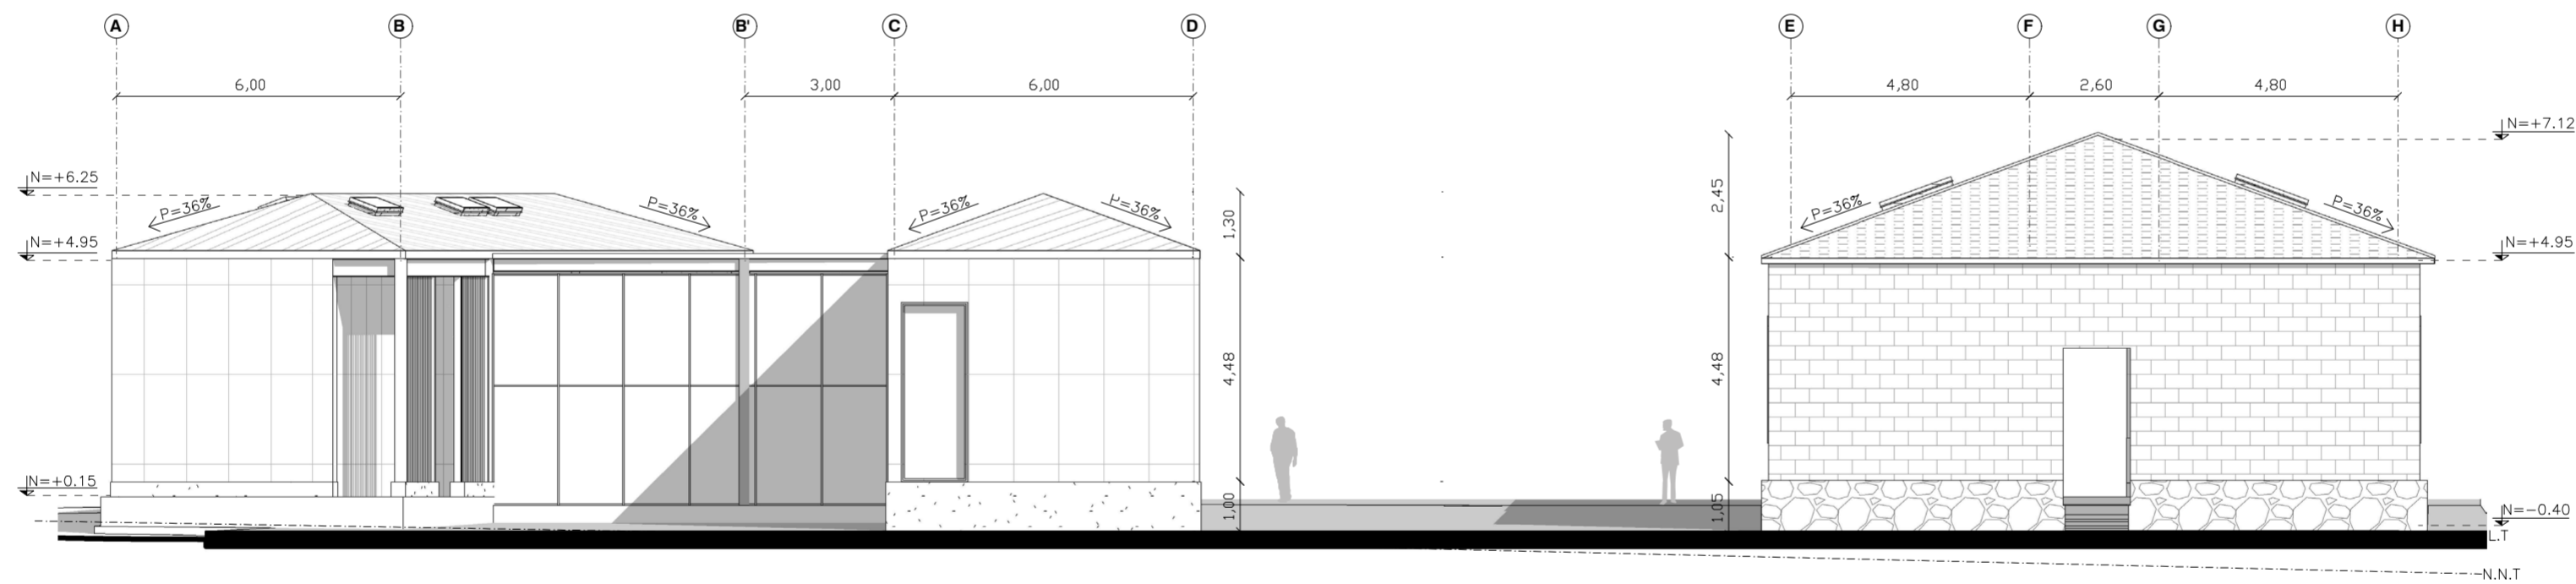 A B B' C D E F G H
6,00 3,00 6,00 4,80 2,60 4,80
N=+7.12
N=+6.25
P=36% P=36% P=36% P=36% P=36% P=36%
1,30 2,45
N=+4.95 N=+4.95
4,48 4,48
N=+0.15
1,00 1,05
N=−0.40
L.T
N.N.T